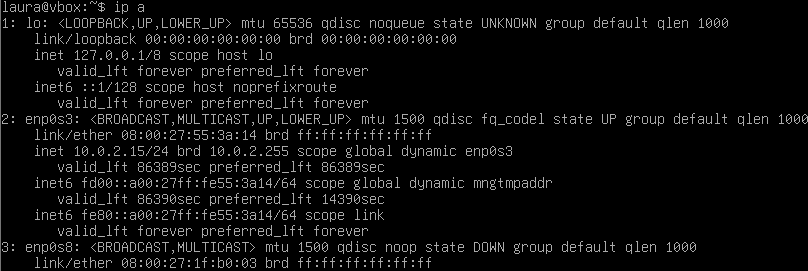 laura@vbox:~$ ip a
1: lo: <LOOPBACK,UP,LOWER_UP> mtu 65536 qdisc noqueue state UNKNOWN group default qlen 1000
    link/loopback 00:00:00:00:00:00 brd 00:00:00:00:00:00
    inet 127.0.0.1/8 scope host lo
       valid_lft forever preferred_lft forever
    inet6 ::1/128 scope host noprefixroute
       valid_lft forever preferred_lft forever
2: enp0s3: <BROADCAST,MULTICAST,UP,LOWER_UP> mtu 1500 qdisc fq_codel state UP group default qlen 1000
    link/ether 08:00:27:55:3a:14 brd ff:ff:ff:ff:ff:ff
    inet 10.0.2.15/24 brd 10.0.2.255 scope global dynamic enp0s3
       valid_lft 86389sec preferred_lft 86389sec
    inet6 fd00::a00:27ff:fe55:3a14/64 scope global dynamic mngtmpaddr
       valid_lft 86390sec preferred_lft 14390sec
    inet6 fe80::a00:27ff:fe55:3a14/64 scope link
       valid_lft forever preferred_lft forever
3: enp0s8: <BROADCAST,MULTICAST> mtu 1500 qdisc noop state DOWN group default qlen 1000
    link/ether 08:00:27:1f:b0:03 brd ff:ff:ff:ff:ff:ff